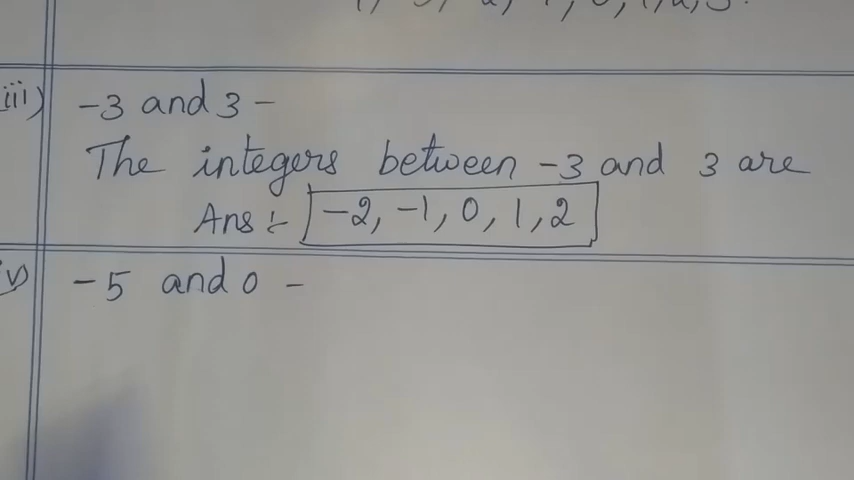 iii) -3 and 3 -
The integers between -3 and 3 are
Ans :- -2, -1, 0, 1, 2
iv) -5 and 0 -